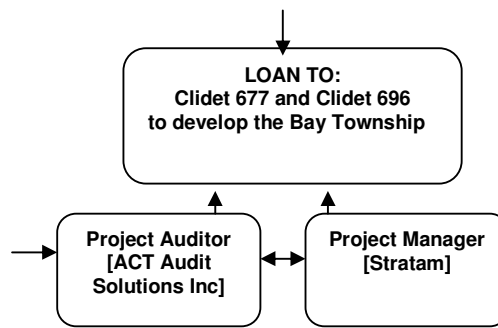 LOAN TO:
Clidet 677 and Clidet 696
to develop the Bay Township
Project Auditor
[ACT Audit
Solutions Inc]
Project Manager
[Stratam]